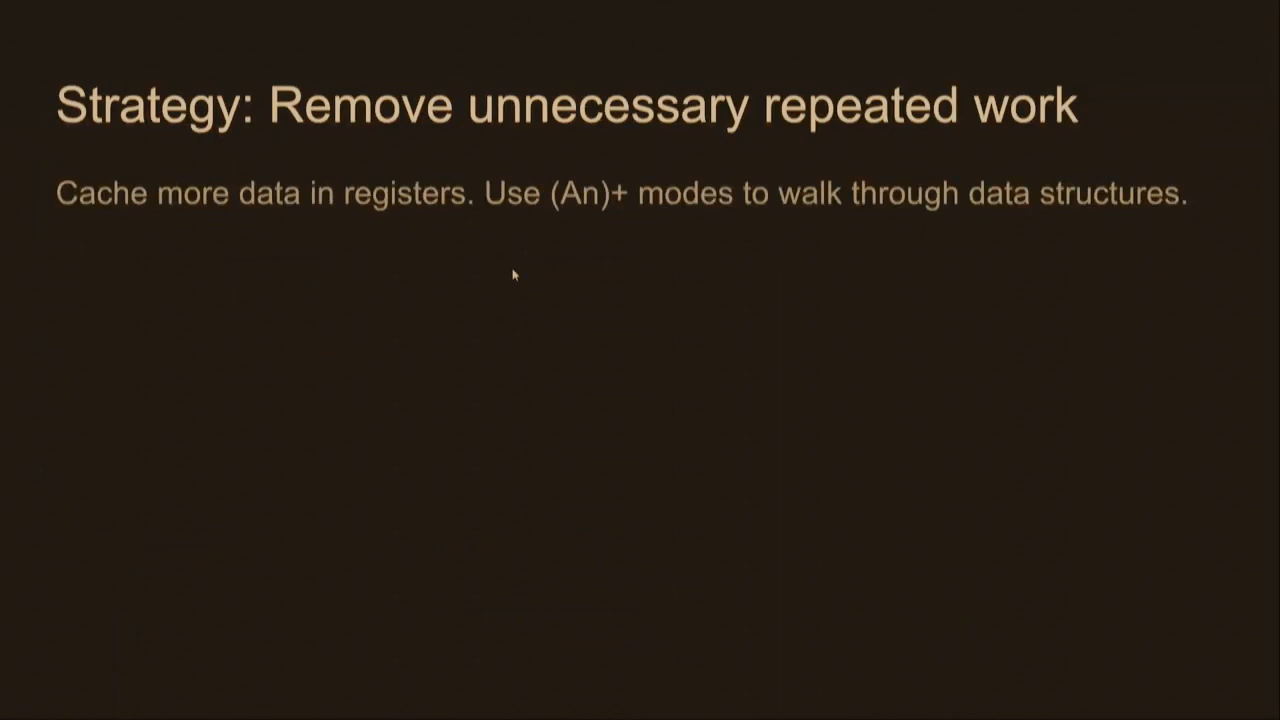 Strategy: Remove unnecessary repeated work
Cache more data in registers. Use (An)+ modes to walk through data structures.